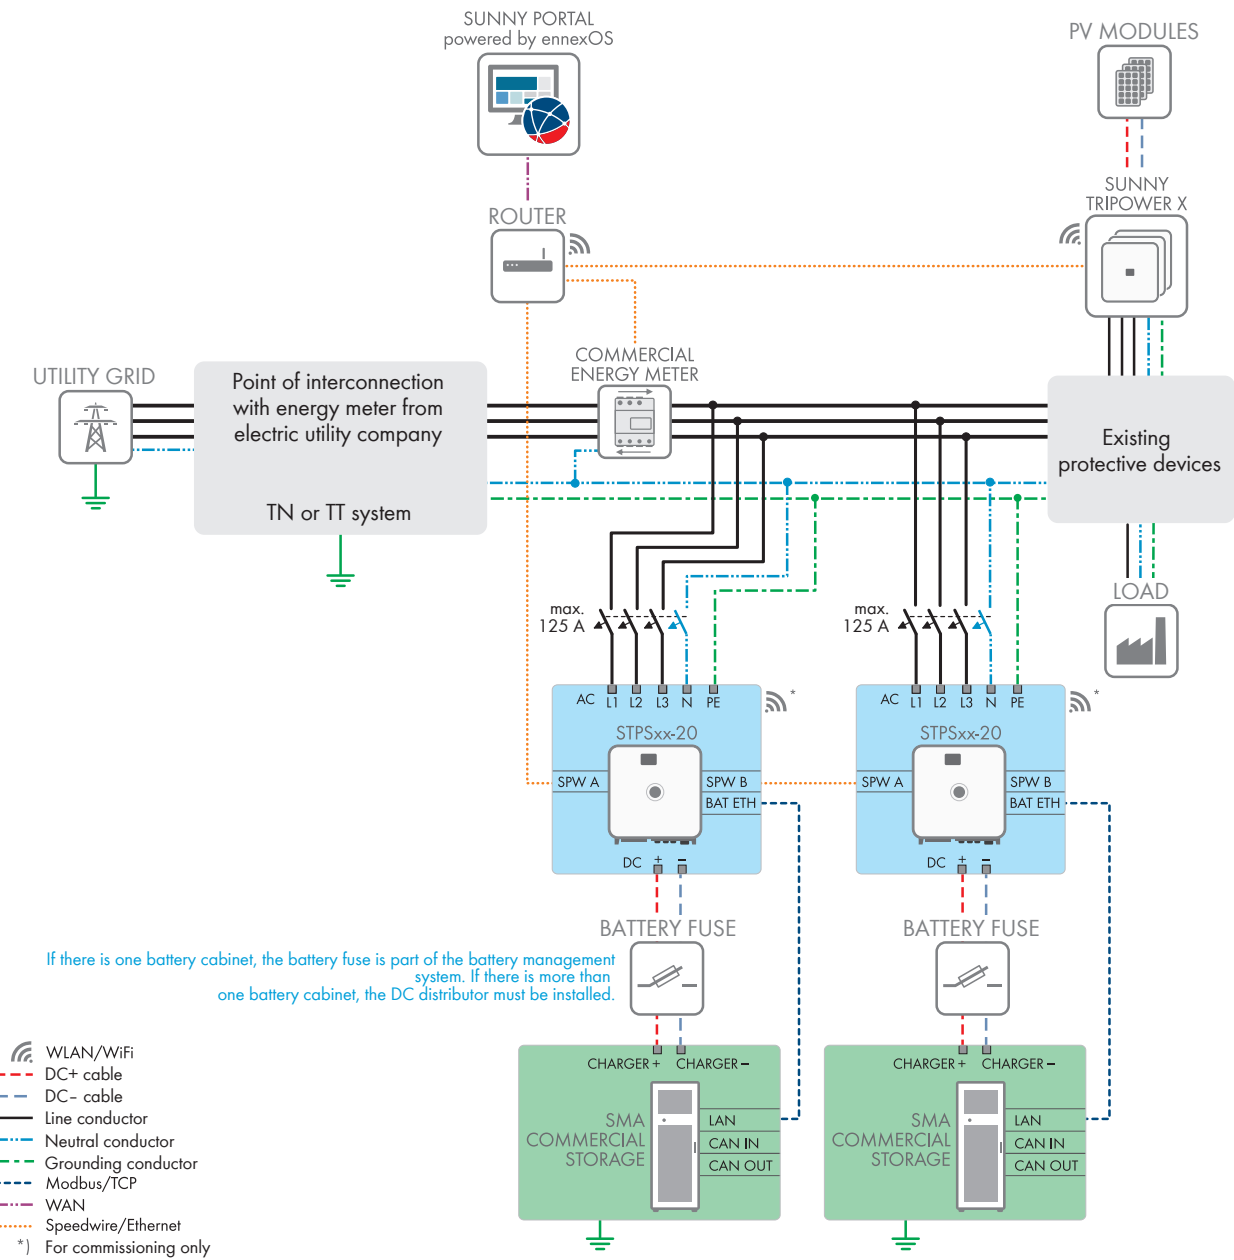 SUNNY PORTAL
powered by ennexOS
PV MODULES
SUNNY
TRIPOWER X
ROUTER
COMMERCIAL
ENERGY METER
UTILITY GRID
Point of interconnection
with energy meter from
electric utility company
TN or TT system
Existing
protective devices
LOAD
max.
125 A
max.
125 A
AC L1 L2 L3 N PE
*
AC L1 L2 L3 N PE
*
STPSxx-20
STPSxx-20
SPW A
SPW B
BAT ETH
SPW A
SPW B
BAT ETH
DC + –
DC + –
BATTERY FUSE
BATTERY FUSE
If there is one battery cabinet, the battery fuse is part of the battery management
system. If there is more than
one battery cabinet, the DC distributor must be installed.
CHARGER + CHARGER –
CHARGER + CHARGER –
SMA
COMMERCIAL
STORAGE
LAN
CAN IN
CAN OUT
SMA
COMMERCIAL
STORAGE
LAN
CAN IN
CAN OUT
WLAN/WiFi
DC+ cable
DC– cable
Line conductor
Neutral conductor
Grounding conductor
Modbus/TCP
WAN
Speedwire/Ethernet
*) For commissioning only